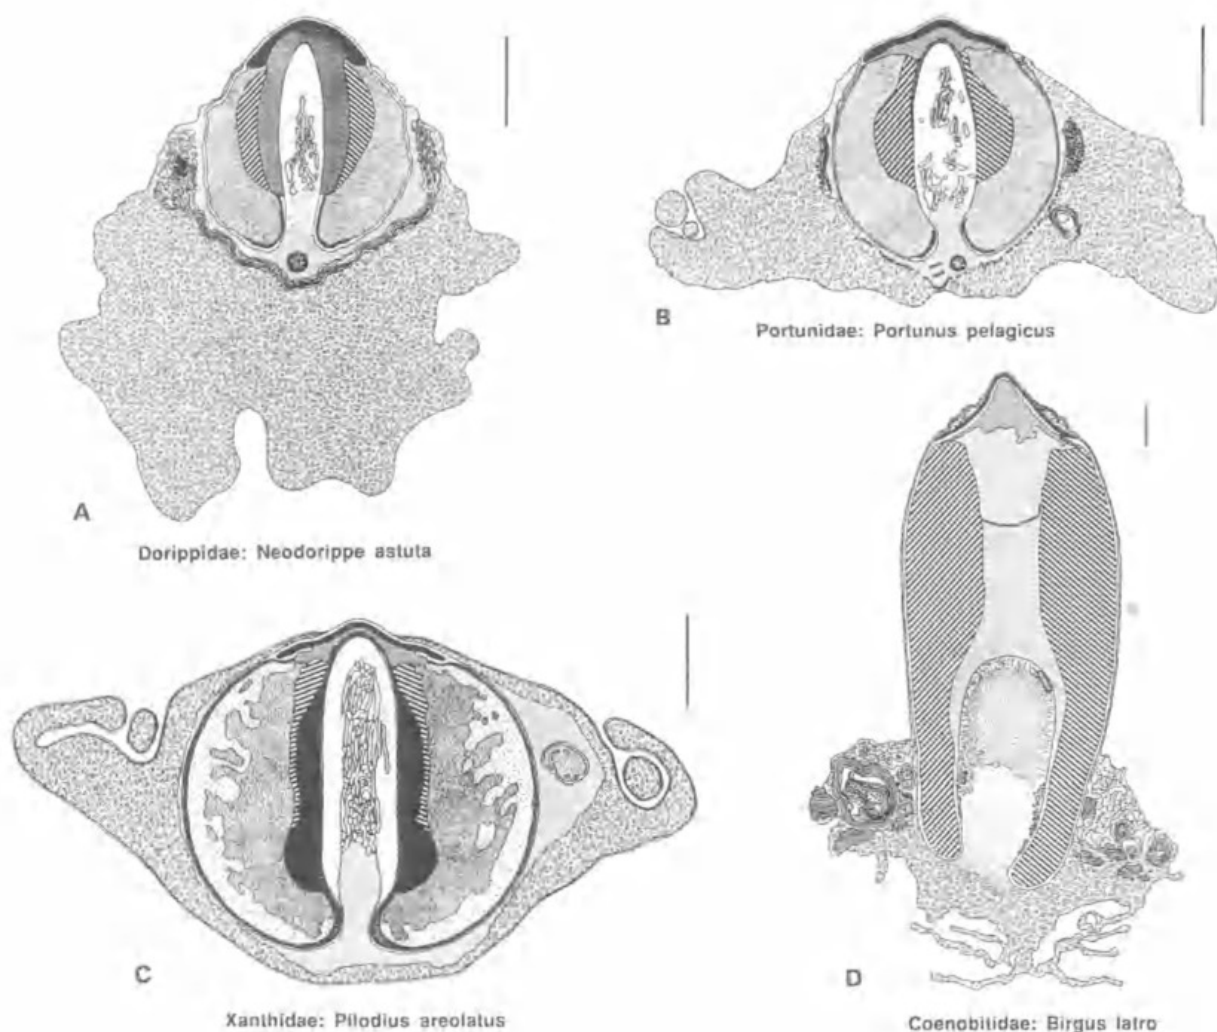 A
Dorippidae: Neodorippe astuta
B
Portunidae: Portunus pelagicus
C
Xanthidae: Pilodius areolatus
D
Coenobitidae: Birgus latro